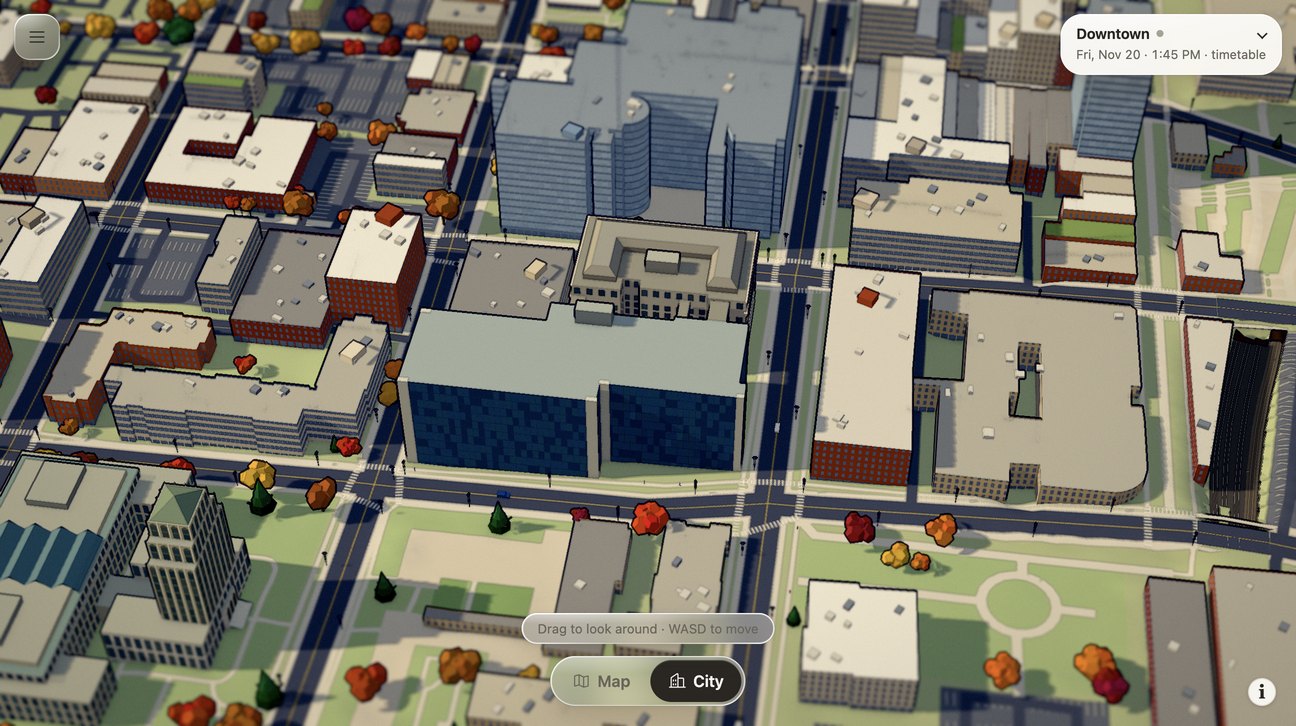 Downtown
Fri, Nov 20 · 1:45 PM · timetable
Drag to look around · WASD to move
Map
City
i